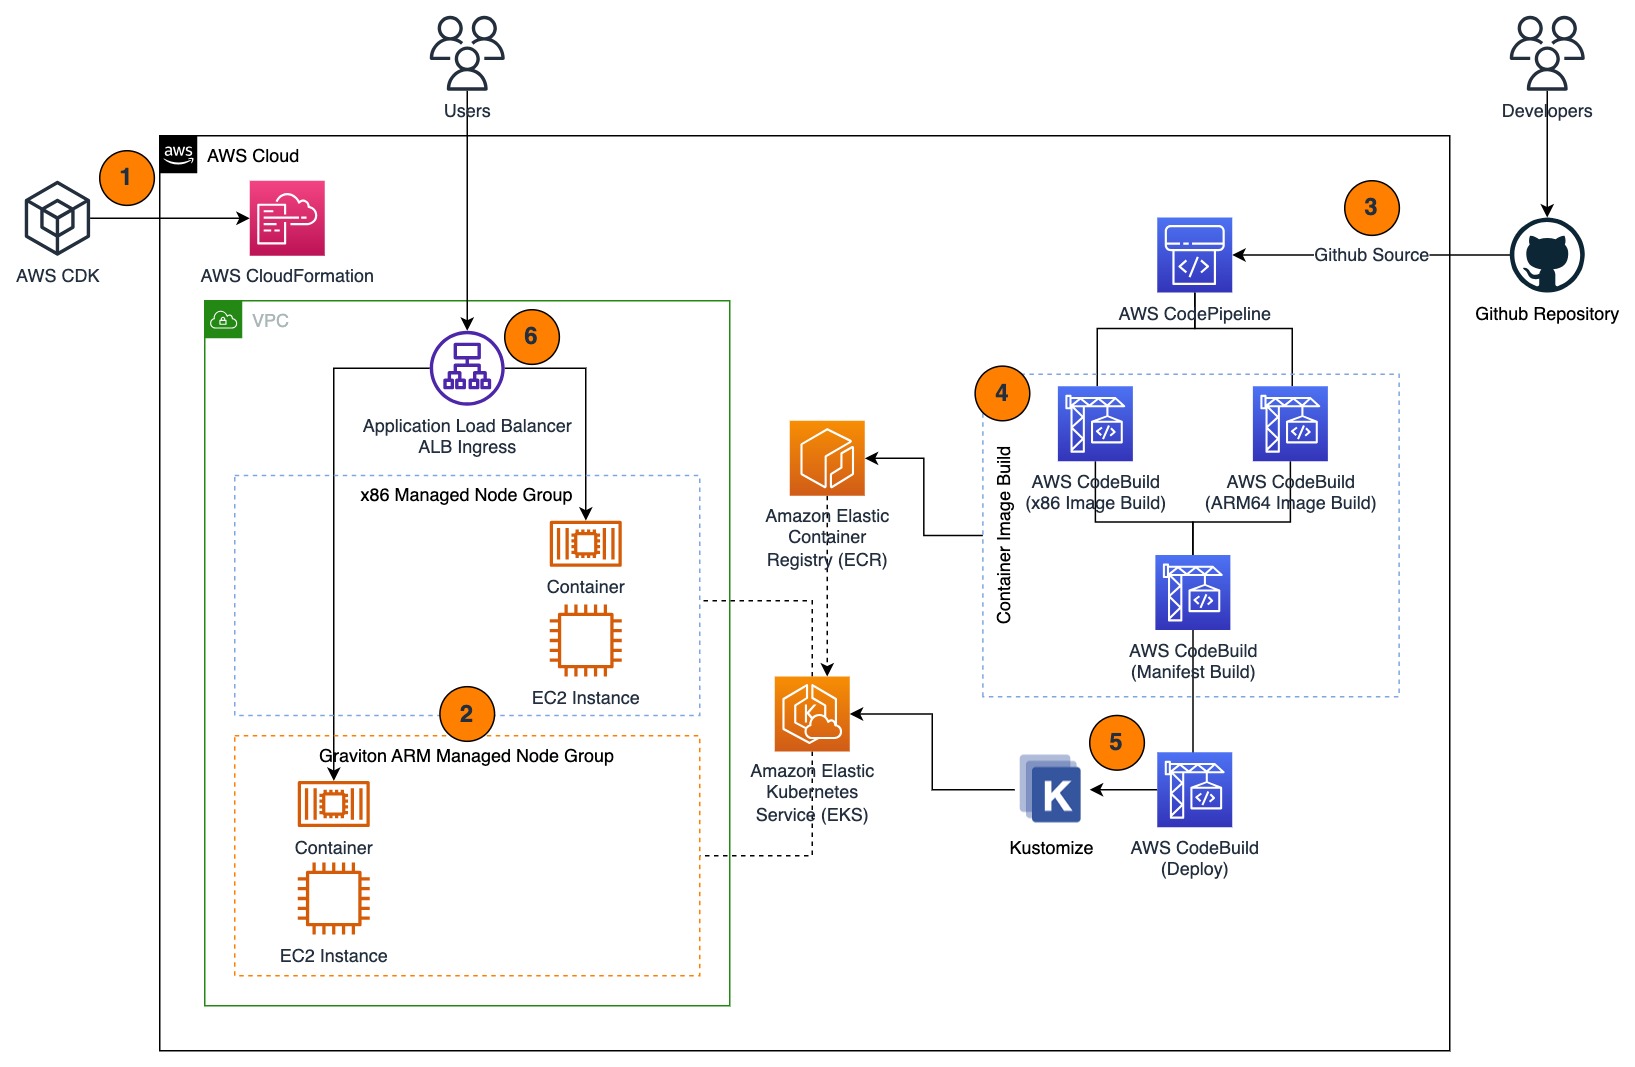 Users
Developers
aws
AWS Cloud
1
AWS CDK
AWS CloudFormation
3
Github Source
Github Repository
AWS CodePipeline
VPC
6
Application Load Balancer
ALB Ingress
x86 Managed Node Group
Container
EC2 Instance
2
Graviton ARM Managed Node Group
Container
EC2 Instance
Amazon Elastic
Container
Registry (ECR)
K
Amazon Elastic
Kubernetes
Service (EKS)
4
Container Image Build
</>
AWS CodeBuild
(x86 Image Build)
</>
AWS CodeBuild
(ARM64 Image Build)
</>
AWS CodeBuild
(Manifest Build)
5
K
Kustomize
</>
AWS CodeBuild
(Deploy)